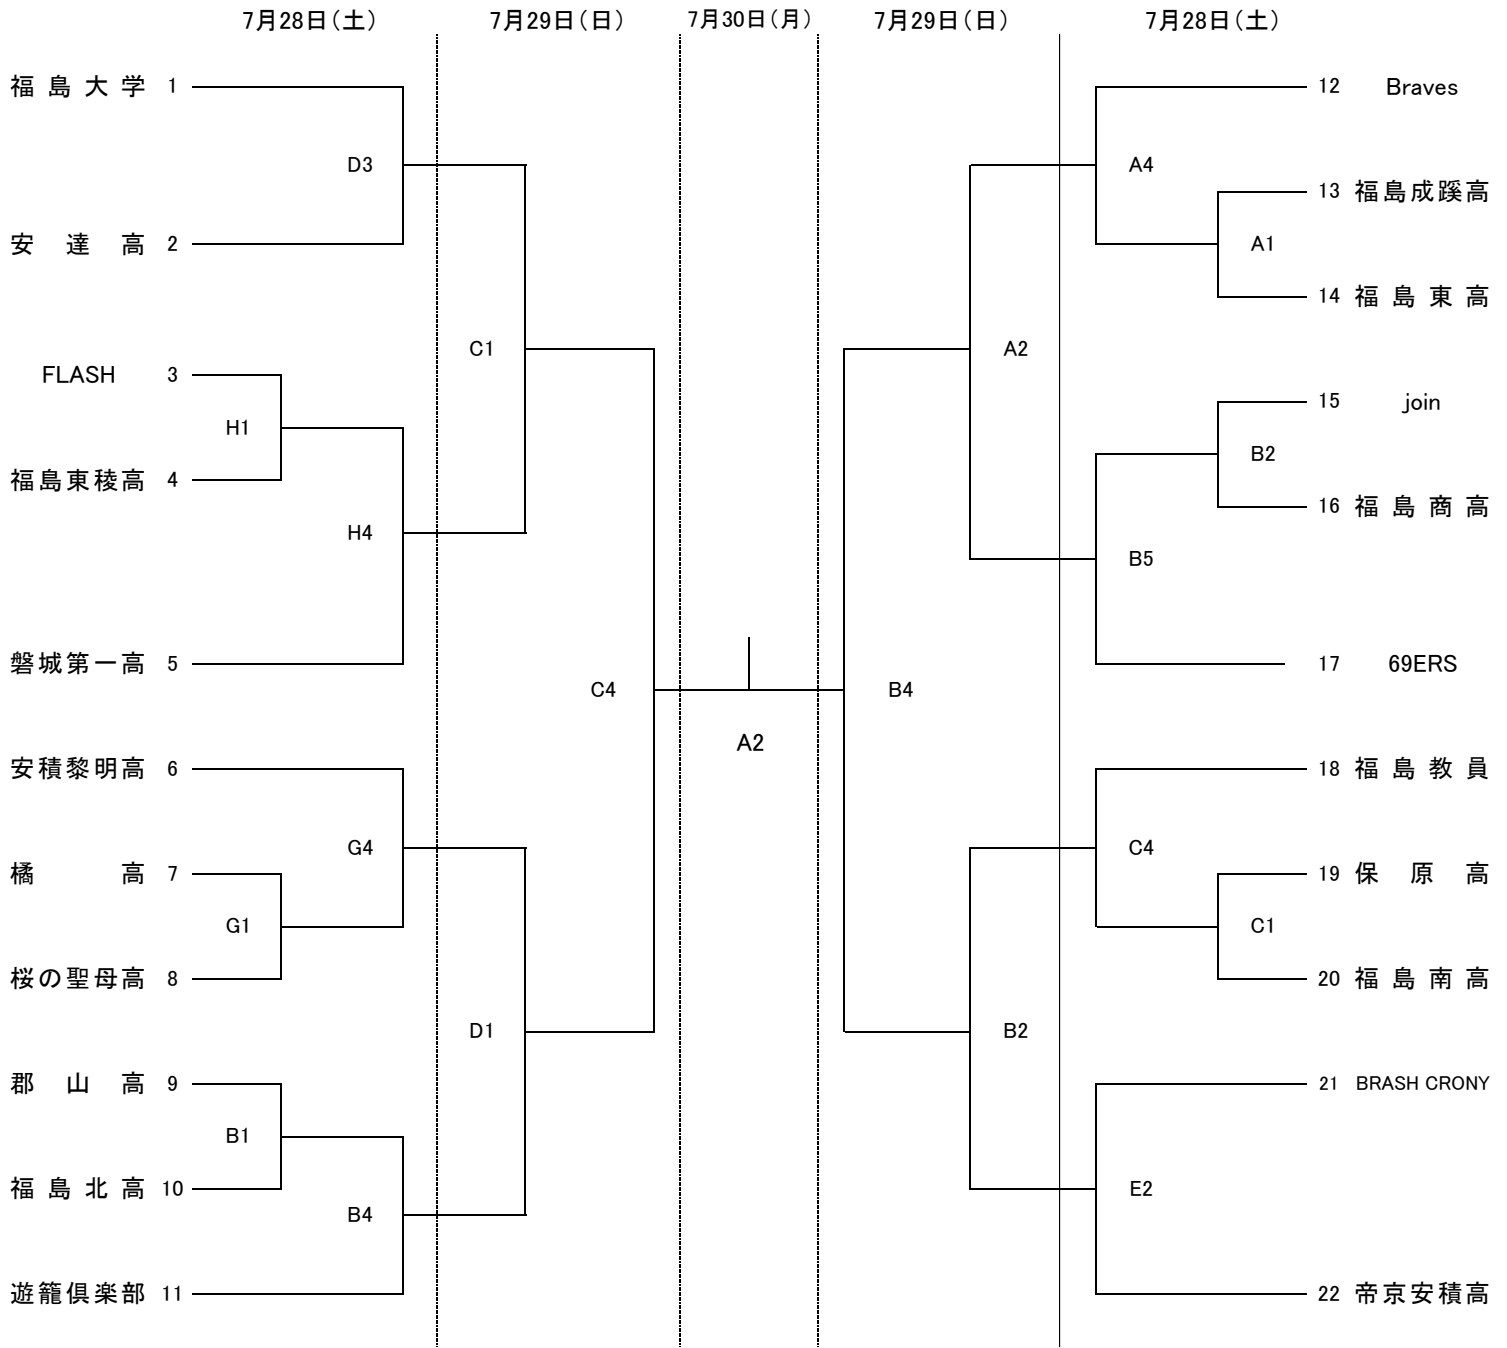 7月28日（土） 7月29日（日） 7月30日（月） 7月29日（日） 7月28日（土）
福島大学 1
D3
安達高 2
FLASH 3
H1
福島東稜高 4
H4
磐城第一高 5
C1
安積黎明高 6
G4
橘高 7
G1
桜の聖母高 8
D1
郡山高 9
B1
福島北高 10
B4
遊籠倶楽部 11
C4
A2
12 Braves
A4
13 福島成蹊高
A1
14 福島東高
A2
15 join
B2
16 福島商高
B5
17 69ERS
B4
18 福島教員
C4
19 保原高
C1
20 福島南高
B2
21 BRASH CRONY
E2
22 帝京安積高